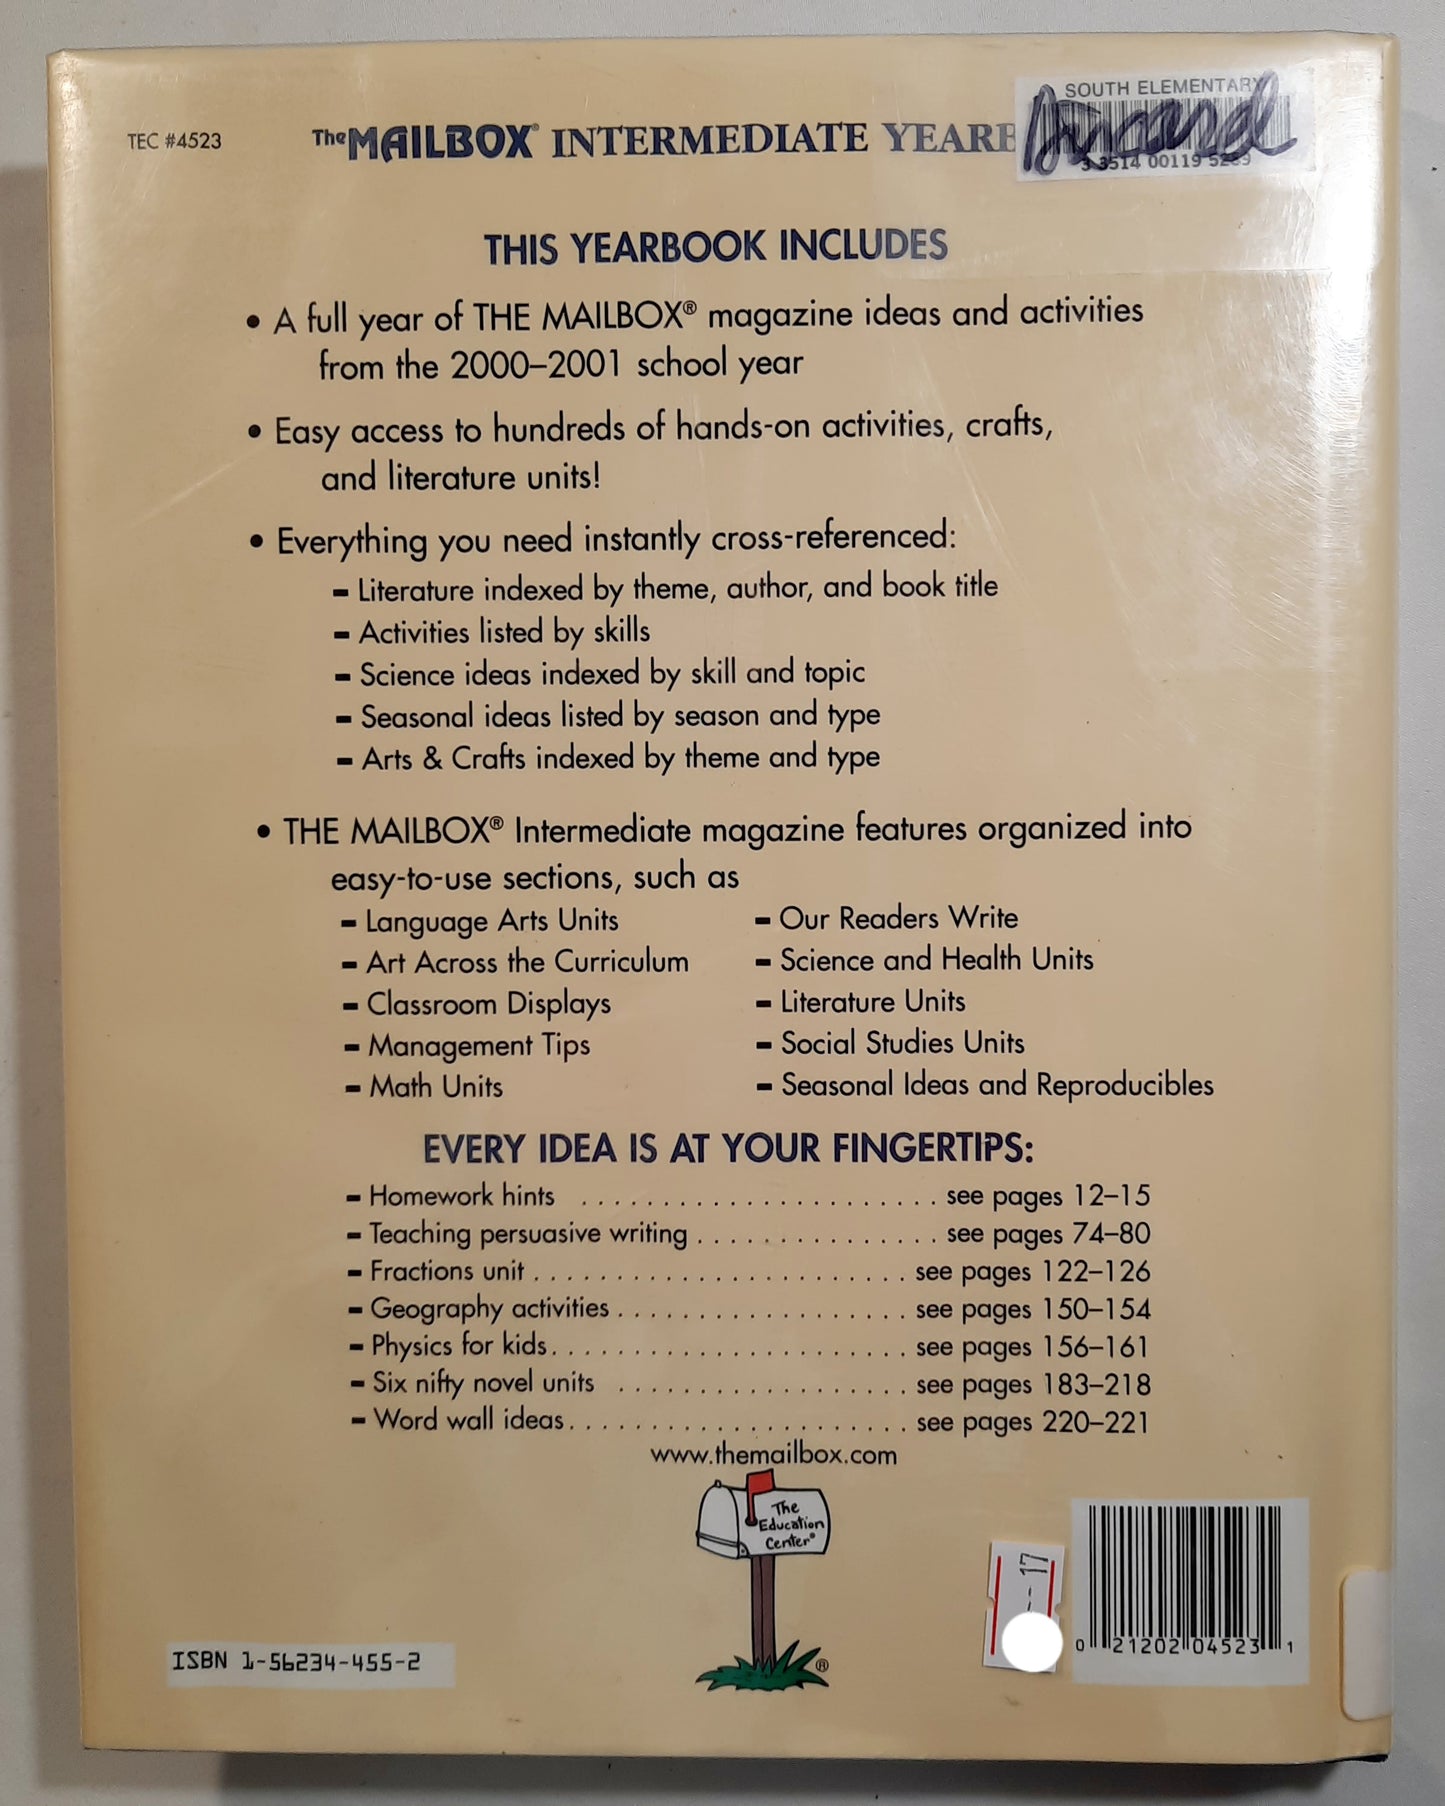 SOUTH ELEMENTARY
Discard
TEC #4523
The MAILBOX® INTERMEDIATE YEARB
THIS YEARBOOK INCLUDES
• A full year of THE MAILBOX® magazine ideas and activities
from the 2000–2001 school year
• Easy access to hundreds of hands-on activities, crafts,
and literature units!
• Everything you need instantly cross-referenced:
– Literature indexed by theme, author, and book title
– Activities listed by skills
– Science ideas indexed by skill and topic
– Seasonal ideas listed by season and type
– Arts & Crafts indexed by theme and type
• THE MAILBOX® Intermediate magazine features organized into
easy-to-use sections, such as
– Language Arts Units
– Art Across the Curriculum
– Classroom Displays
– Management Tips
– Math Units
– Our Readers Write
– Science and Health Units
– Literature Units
– Social Studies Units
– Seasonal Ideas and Reproducibles
EVERY IDEA IS AT YOUR FINGERTIPS:
– Homework hints . . . . . . . . . . . . . . . . . . . . . . . see pages 12–15
– Teaching persuasive writing . . . . . . . . . . . . . . . . see pages 74–80
– Fractions unit . . . . . . . . . . . . . . . . . . . . . . . . see pages 122–126
– Geography activities . . . . . . . . . . . . . . . . . . . see pages 150–154
– Physics for kids. . . . . . . . . . . . . . . . . . . . . . . see pages 156–161
– Six nifty novel units . . . . . . . . . . . . . . . . . . . see pages 183–218
– Word wall ideas. . . . . . . . . . . . . . . . . . . . . . see pages 220–221
www.themailbox.com
The
Education
Center®
®
17
ISBN 1-56234-455-2
0 21202 04523 1